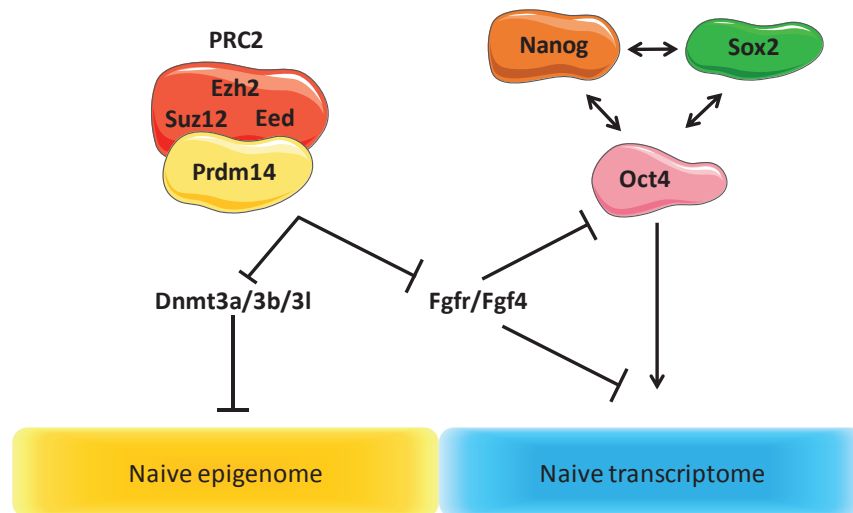 PRC2
Ezh2
Suz12 Eed
Prdm14
Nanog
Sox2
Oct4
Dnmt3a/3b/3l
Fgfr/Fgf4
Naive epigenome
Naive transcriptome